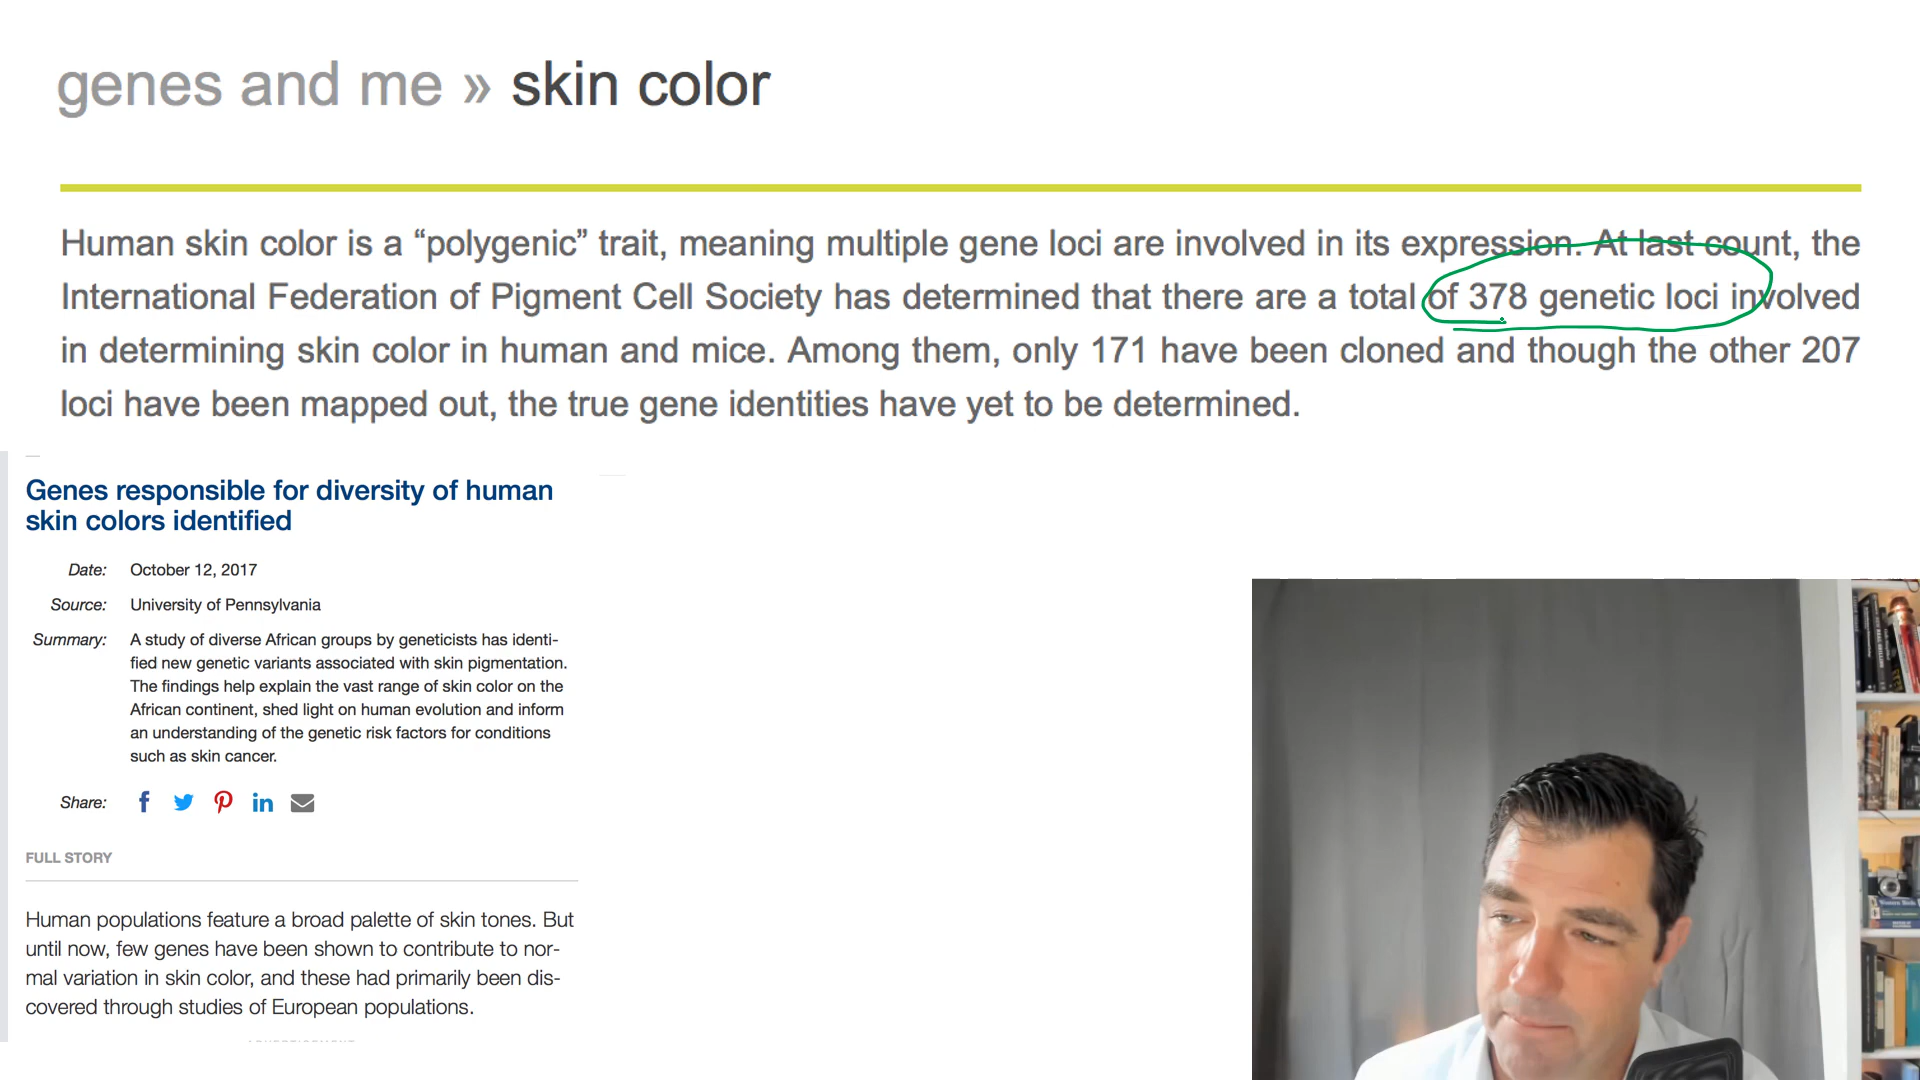 genes and me » skin color
Human skin color is a “polygenic” trait, meaning multiple gene loci are involved in its expression. At last count, the
International Federation of Pigment Cell Society has determined that there are a total of 378 genetic loci involved
in determining skin color in human and mice. Among them, only 171 have been cloned and though the other 207
loci have been mapped out, the true gene identities have yet to be determined.
Genes responsible for diversity of human
skin colors identified
Date: October 12, 2017
Source: University of Pennsylvania
Summary: A study of diverse African groups by geneticists has identi-
fied new genetic variants associated with skin pigmentation.
The findings help explain the vast range of skin color on the
African continent, shed light on human evolution and inform
an understanding of the genetic risk factors for conditions
such as skin cancer.
Share:
FULL STORY
Human populations feature a broad palette of skin tones. But
until now, few genes have been shown to contribute to nor-
mal variation in skin color, and these had primarily been dis-
covered through studies of European populations.